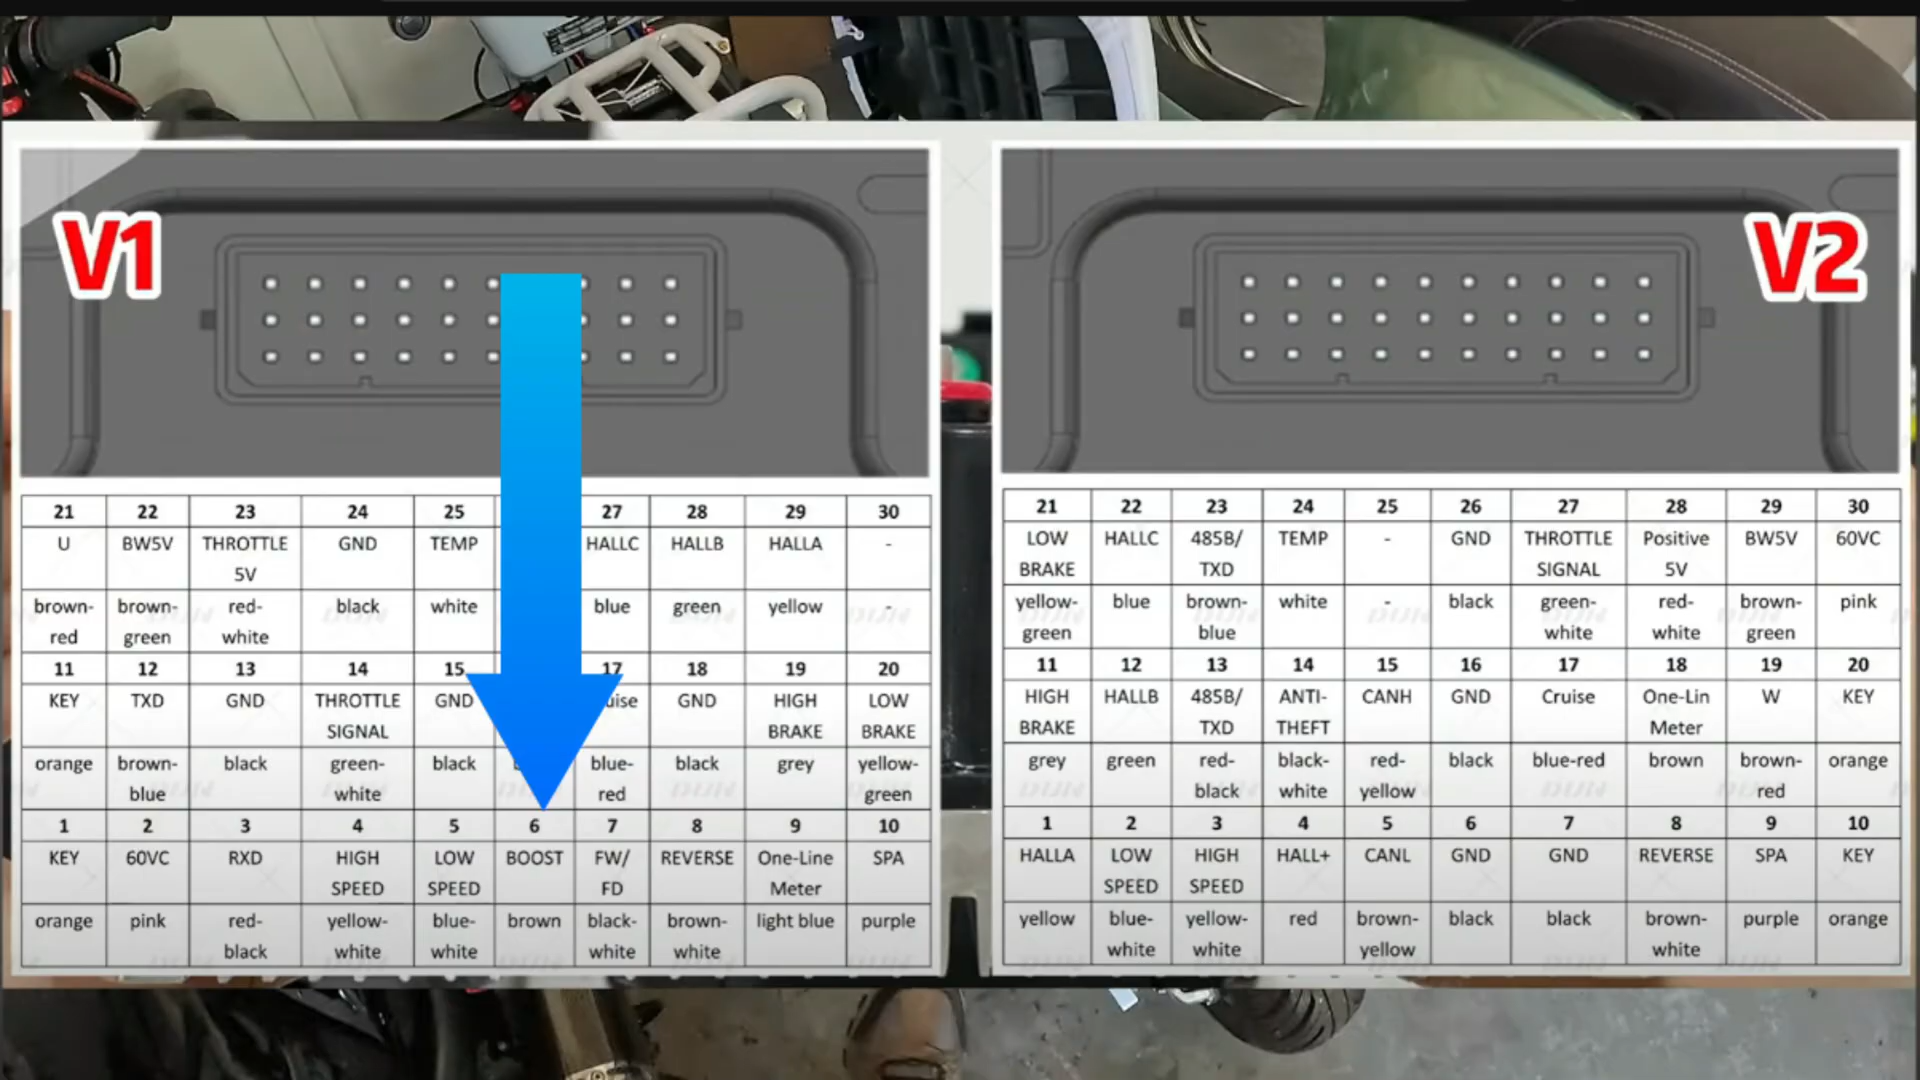 V1
21 22 23 24 25 27 28 29 30
U BW5V THROTTLE GND TEMP HALLC HALLB HALLA -
5V
brown- brown- red- black white blue green yellow -
red green white
11 12 13 14 15 17 18 19 20
KEY TXD GND THROTTLE GND GND HIGH LOW
SIGNAL BRAKE BRAKE
orange brown- black green- black blue- black grey yellow-
blue white red green
1 2 3 4 5 6 7 8 9 10
KEY 60VC RXD HIGH LOW BOOST FW/ REVERSE One-Line SPA
SPEED SPEED FD Meter
orange pink red- yellow- blue- brown black- brown- light blue purple
black white white white white
V2
21 22 23 24 25 26 27 28 29 30
LOW HALLC 485B/ TEMP - GND THROTTLE Positive BW5V 60VC
BRAKE TXD SIGNAL 5V
yellow- blue brown- white - black green- red- brown- pink
green blue white white green
11 12 13 14 15 16 17 18 19 20
HIGH HALLB 485B/ ANTI- CANH GND Cruise One-Lin W KEY
BRAKE TXD THEFT Meter
grey green red- black- red- black blue-red brown brown- orange
black white yellow red
1 2 3 4 5 6 7 8 9 10
HALLA LOW HIGH HALL+ CANL GND GND REVERSE SPA KEY
SPEED SPEED
yellow blue- yellow- red brown- black black brown- purple orange
white white yellow white